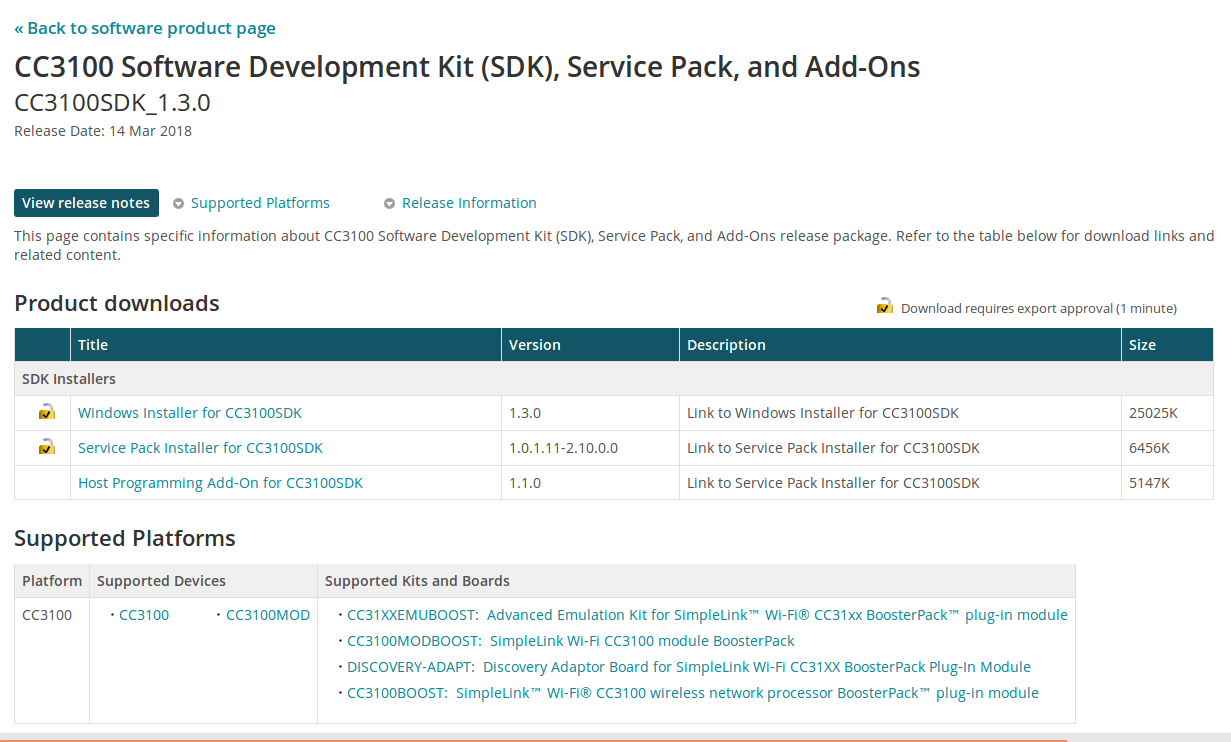 « Back to software product page
CC3100 Software Development Kit (SDK), Service Pack, and Add-Ons
CC3100SDK_1.3.0
Release Date: 14 Mar 2018
View release notes Supported Platforms Release Information
This page contains specific information about CC3100 Software Development Kit (SDK), Service Pack, and Add-Ons release package. Refer to the table below for download links and
related content.
Product downloads
Download requires export approval (1 minute)
Title Version Description Size
SDK Installers
Windows Installer for CC3100SDK 1.3.0 Link to Windows Installer for CC3100SDK 25025K
Service Pack Installer for CC3100SDK 1.0.1.11-2.10.0.0 Link to Service Pack Installer for CC3100SDK 6456K
Host Programming Add-On for CC3100SDK 1.1.0 Link to Service Pack Installer for CC3100SDK 5147K
Supported Platforms
Platform Supported Devices Supported Kits and Boards
CC3100 · CC3100 · CC3100MOD · CC31XXEMUBOOST: Advanced Emulation Kit for SimpleLink™ Wi-Fi® CC31xx BoosterPack™ plug-in module
· CC3100MODBOOST: SimpleLink Wi-Fi CC3100 module BoosterPack
· DISCOVERY-ADAPT: Discovery Adaptor Board for SimpleLink Wi-Fi CC31XX BoosterPack Plug-In Module
· CC3100BOOST: SimpleLink™ Wi-Fi® CC3100 wireless network processor BoosterPack™ plug-in module